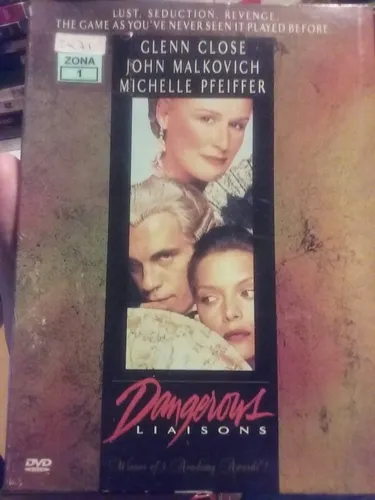 LUST. SEDUCTION. REVENGE.
THE GAME AS YOU'VE NEVER SEEN IT PLAYED BEFORE.
ZONA
1
GLENN CLOSE
JOHN MALKOVICH
MICHELLE PFEIFFER
Dangerous
LIAISONS
Winner of 3 Academy Awards!
DVD